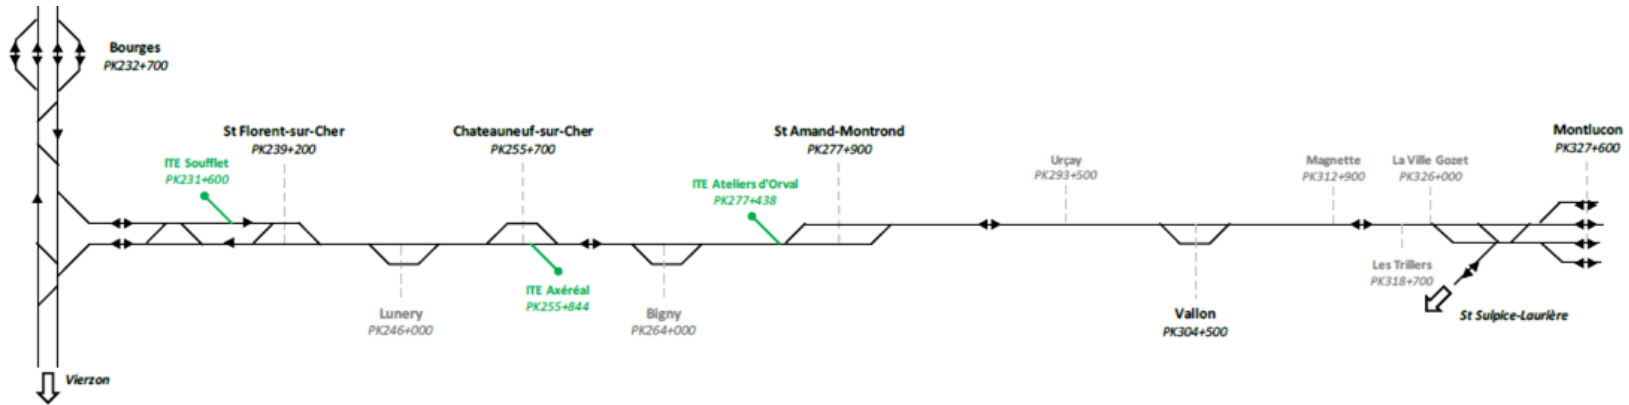 Bourges
PK232+700
St Florent-sur-Cher
PK239+200
Chateauneuf-sur-Cher
PK255+700
St Amand-Montrond
PK277+900
Montlucon
PK327+600
ITE Soufflet
PK231+600
Urçay
PK293+500
Magnette
PK312+900
La Ville Gozet
PK326+000
ITE Ateliers d'Orval
PK277+438
Les Trillers
PK318+700
ITE Axéréal
PK255+844
Lunery
PK246+000
Bigny
PK264+000
Vallon
PK304+500
St Sulpice-Laurière
Vierzon